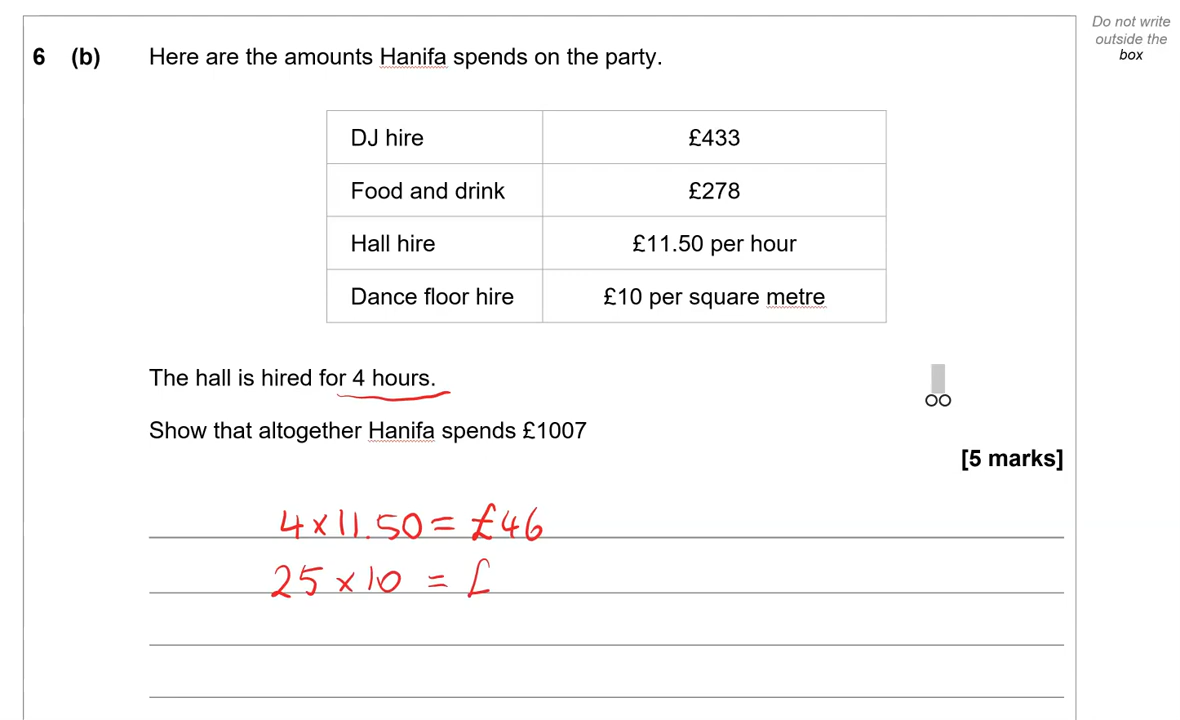 Do not write
outside the
box
6 (b) Here are the amounts Hanifa spends on the party.
DJ hire £433
Food and drink £278
Hall hire £11.50 per hour
Dance floor hire £10 per square metre
The hall is hired for 4 hours.
Show that altogether Hanifa spends £1007
[5 marks]
4 × 11.50 = £46
25 × 10 = £